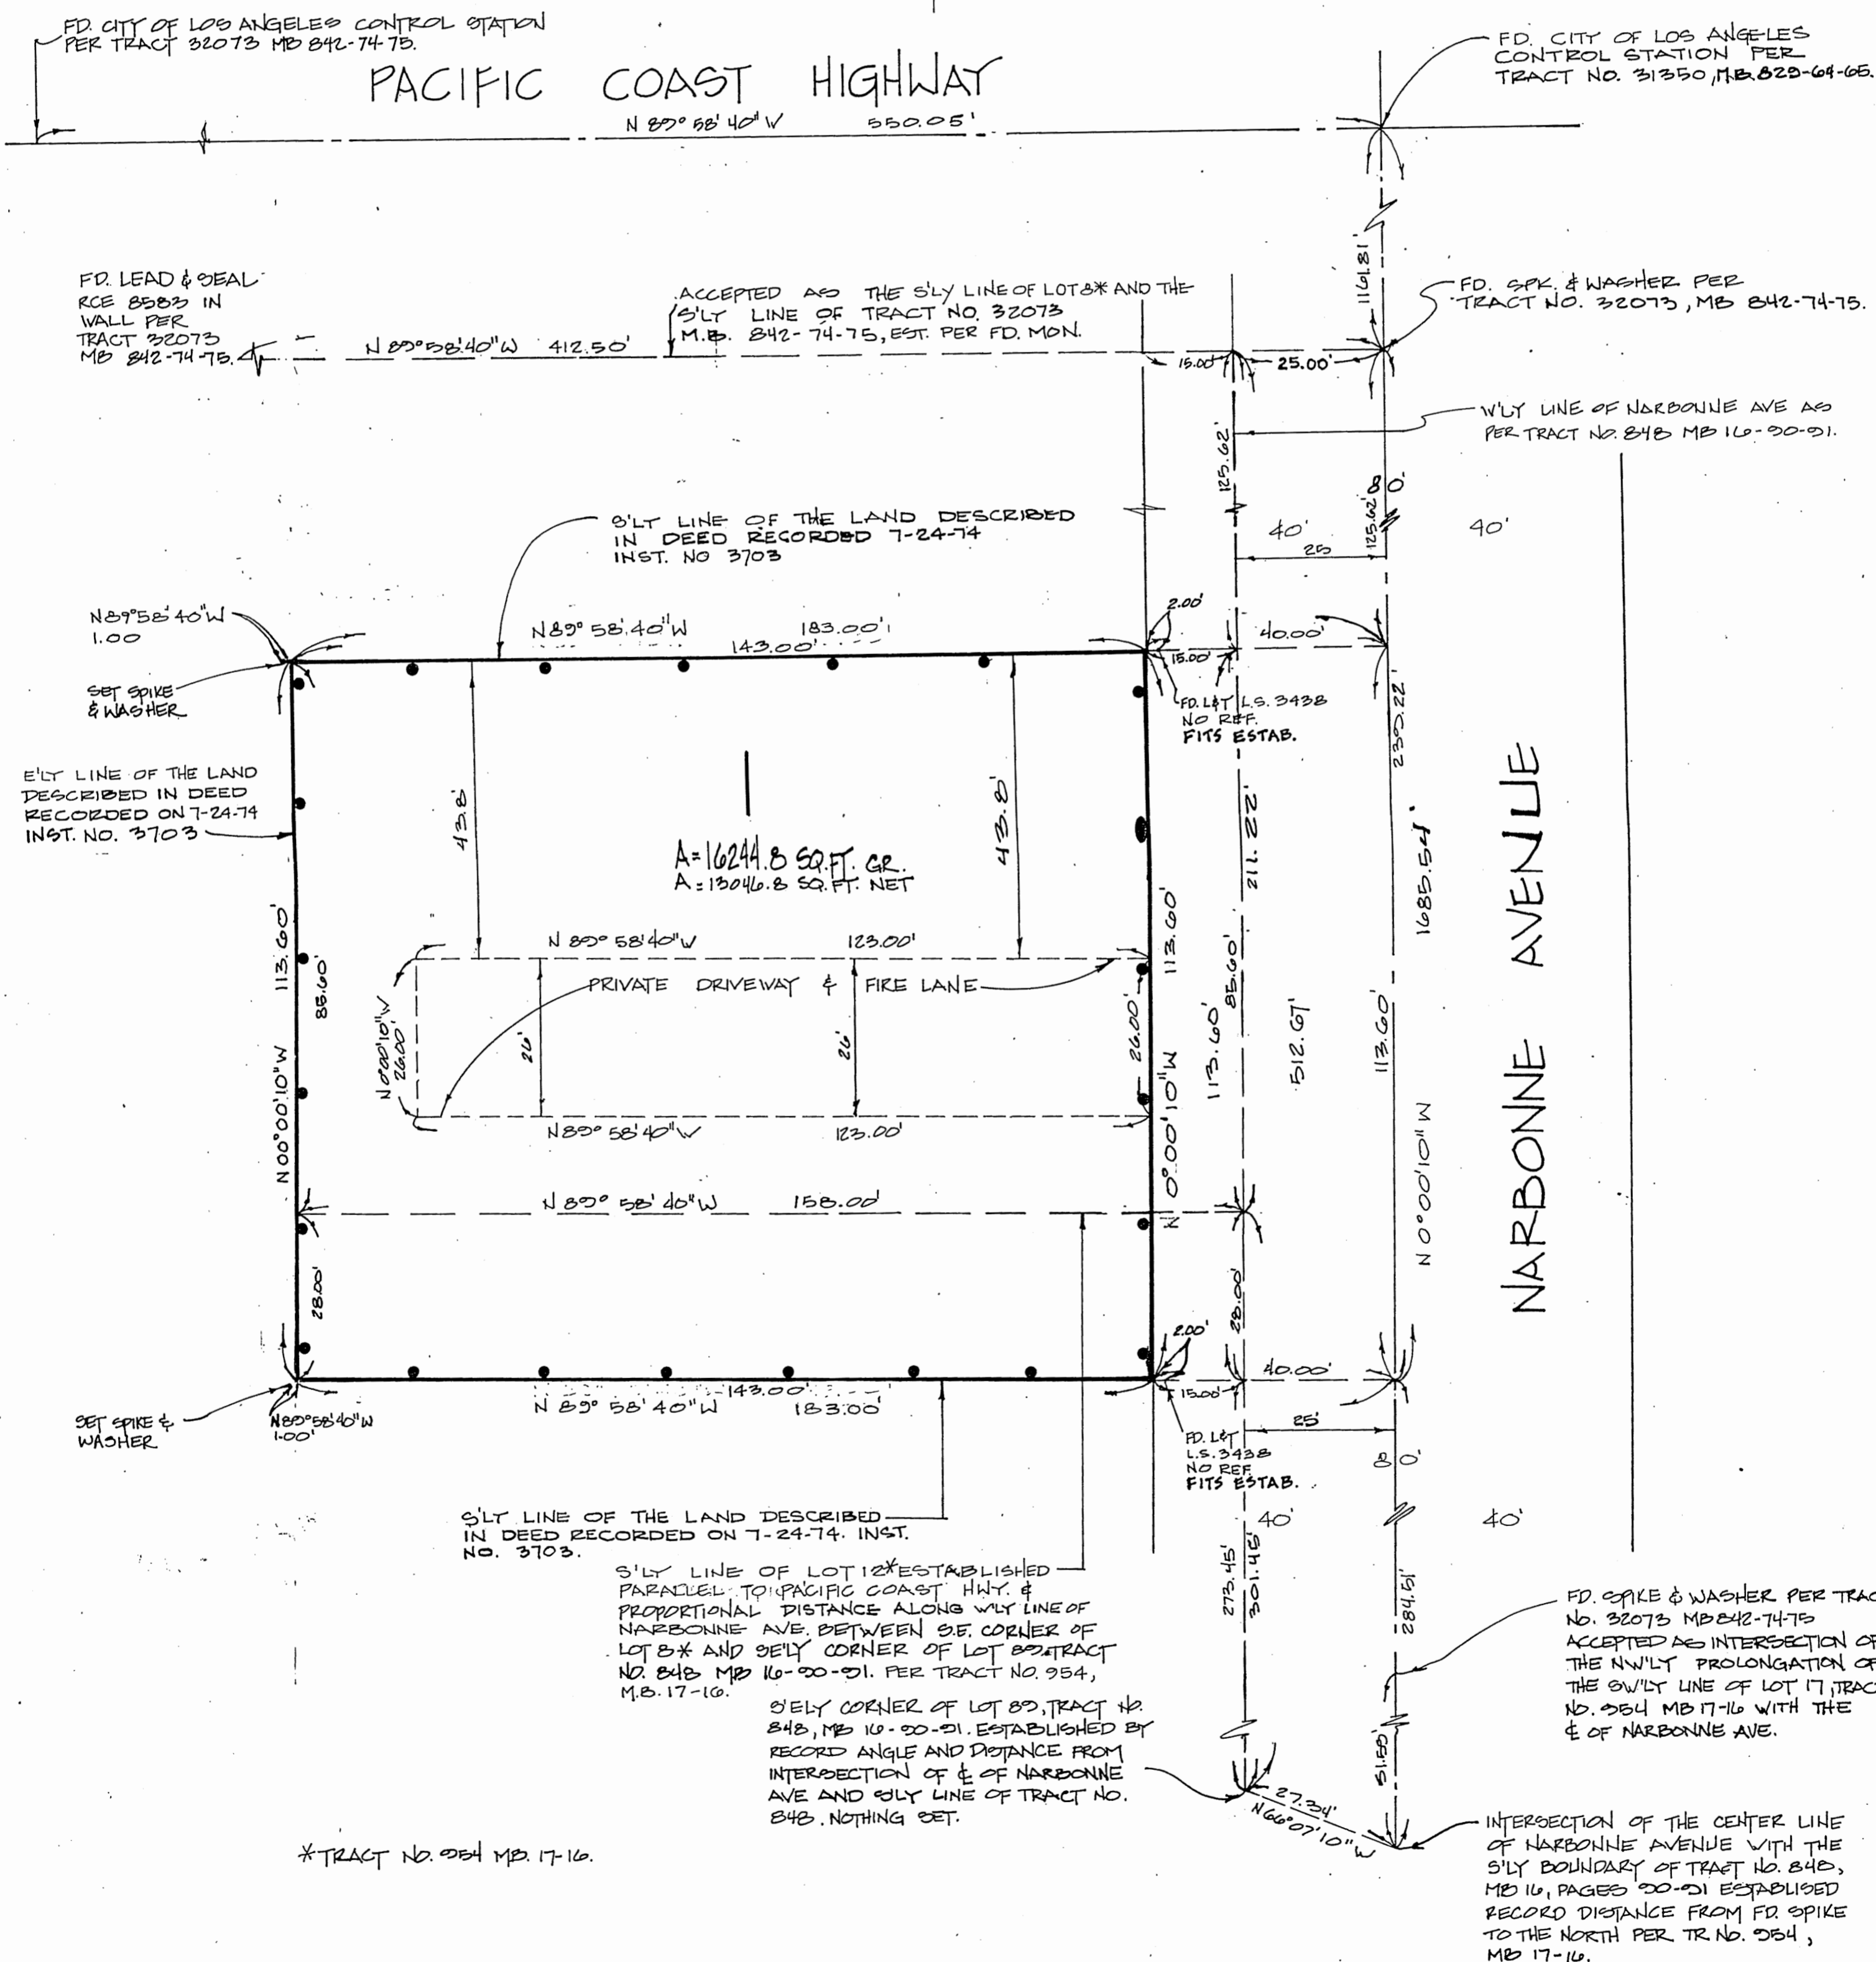 FD. CITY OF LOS ANGELES CONTROL STATION
PER TRACT 32073 MB 842-74-75.
PACIFIC COAST HIGHWAY
N 89° 58' 40" W 550.05'
FD. CITY OF LOS ANGELES
CONTROL STATION PER
TRACT NO. 31350, M.B. 829-64-65.
1161.81'
FD. LEAD & SEAL
RCE 8583 IN
WALL PER
TRACT 32073
MB 842-74-75.
N 89°58'40"W 412.50'
ACCEPTED AS THE S'LY LINE OF LOT 8* AND THE
S'LY LINE OF TRACT NO. 32073
M.B. 842-74-75, EST. PER FD. MON.
15.00'
25.00'
FD. SPK. & WASHER PER
TRACT NO. 32073, MB 842-74-75.
W'LY LINE OF NARBONNE AVE AS
PER TRACT NO. 848 MB 16-90-91.
125.62'
125.62'
80'
40'
40'
25
S'LY LINE OF THE LAND DESCRIBED
IN DEED RECORDED 7-24-74
INST. NO 3703
N89°58'40"W
1.00
SET SPIKE
& WASHER
N89° 58' 40"W 183.00'
143.00'
2.00'
40.00'
15.00'
FD. L&T L.S. 3438
NO REF.
FITS ESTAB.
239.22'
E'LY LINE OF THE LAND
DESCRIBED IN DEED
RECORDED ON 7-24-74
INST. NO. 3703
43.8'
43.8'
1
A=16244.8 SQ.FT. GR.
A=13046.8 SQ.FT. NET
211.22'
1685.54'
NARBONNE AVENUE
N 00°00'10"W 113.60'
85.60'
N 89° 58' 40"W 123.00'
PRIVATE DRIVEWAY & FIRE LANE
N 0°00'10"W
26.00'
26'
26'
26.00'
N 0°00'10"W 113.60'
113.60'
85.60'
512.67'
113.60'
N 0°00'10"W
N89° 58' 40"W 123.00'
N 89° 58' 40"W 158.00'
28.00'
28.00'
2.00'
40.00'
15.00'
SET SPIKE &
WASHER
N89°58'40"W
1.00'
143.00'
N 89° 58' 40"W 183.00'
25'
FD. L&T
L.S. 3438
NO REF.
FITS ESTAB.
80'
40'
40'
S'LY LINE OF THE LAND DESCRIBED
IN DEED RECORDED ON 7-24-74. INST.
NO. 3703.
S'LY LINE OF LOT 12* ESTABLISHED
PARALLEL TO PACIFIC COAST HWY. &
PROPORTIONAL DISTANCE ALONG W'LY LINE OF
NARBONNE AVE. BETWEEN S.E. CORNER OF
LOT 8* AND SE'LY CORNER OF LOT 89, TRACT
NO. 848 MB 16-90-91. PER TRACT NO. 954,
M.B. 17-16.
273.45'
301.45'
284.51'
FD. SPIKE & WASHER PER TRAC
No. 32073 MB 842-74-75
ACCEPTED AS INTERSECTION OF
THE NW'LY PROLONGATION OF
THE SW'LY LINE OF LOT 17, TRAC
NO. 954 MB 17-16 WITH THE
℄ OF NARBONNE AVE.
S'ELY CORNER OF LOT 89, TRACT NO.
848, MB 16-90-91. ESTABLISHED BY
RECORD ANGLE AND DISTANCE FROM
INTERSECTION OF ℄ OF NARBONNE
AVE AND S'LY LINE OF TRACT NO.
848. NOTHING SET.
27.34'
N66°07'10"W
INTERSECTION OF THE CENTER LINE
OF NARBONNE AVENUE WITH THE
S'LY BOUNDARY OF TRACT NO. 848,
MB 16, PAGES 90-91 ESTABLISED
RECORD DISTANCE FROM FD. SPIKE
TO THE NORTH PER TR NO. 954,
MB 17-16.
*TRACT NO. 954 MB. 17-16.